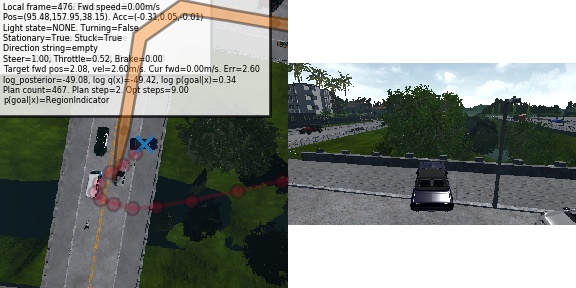 Local frame=476. Fwd speed=0.00m/s
Pos=(95.48,157.95,38.15). Acc=(-0.31,0.05,-0.01)
Light state=NONE. Turning=False
Stationary=True. Stuck=True
Direction string=empty
Steer=1.00, Throttle=0.52, Brake=0.00
Target fwd pos=2.08, vel=2.60m/s. Cur fwd=0.00m/s. Err=2.60
log_posterior=-49.08, log q(x)=-49.42, log p(goal|x)=0.34
Plan count=467. Plan step=2. Opt steps=9.00
p(goal|x)=RegionIndicator